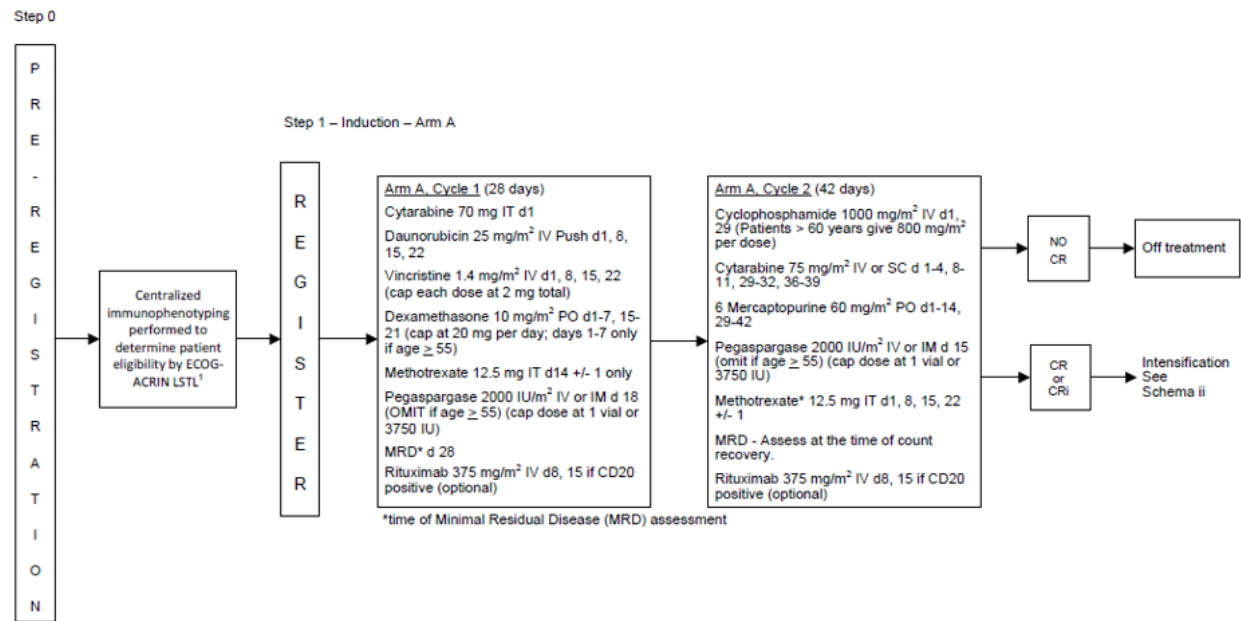 Step 0
P
R
E
-
R
E
G
I
S
T
R
A
T
I
O
N
Centralized
immunophenotyping
performed to
determine patient
eligibility by ECOG-
ACRIN LSTL¹
Step 1 – Induction – Arm A
R
E
G
I
S
T
E
R
Arm A, Cycle 1 (28 days)
Cytarabine 70 mg IT d1
Daunorubicin 25 mg/m² IV Push d1, 8,
15, 22
Vincristine 1.4 mg/m² IV d1, 8, 15, 22
(cap each dose at 2 mg total)
Dexamethasone 10 mg/m² PO d1-7, 15-
21 (cap at 20 mg per day; days 1-7 only
if age ≥ 55)
Methotrexate 12.5 mg IT d14 +/- 1 only
Pegaspargase 2000 IU/m² IV or IM d 18
(OMIT if age ≥ 55) (cap dose at 1 vial or
3750 IU)
MRD* d 28
Rituximab 375 mg/m² IV d8, 15 if CD20
positive (optional)
*time of Minimal Residual Disease (MRD) assessment
Arm A, Cycle 2 (42 days)
Cyclophosphamide 1000 mg/m² IV d1,
29 (Patients > 60 years give 800 mg/m²
per dose)
Cytarabine 75 mg/m² IV or SC d 1-4, 8-
11, 29-32, 36-39
6 Mercaptopurine 60 mg/m² PO d1-14,
29-42
Pegaspargase 2000 IU/m² IV or IM d 15
(omit if age ≥ 55) (cap dose at 1 vial or
3750 IU)
Methotrexate* 12.5 mg IT d1, 8, 15, 22
+/- 1
MRD - Assess at the time of count
recovery.
Rituximab 375 mg/m² IV d8, 15 if CD20
positive (optional)
NO
CR
Off treatment
CR
or
CRi
Intensification
See
Schema ii